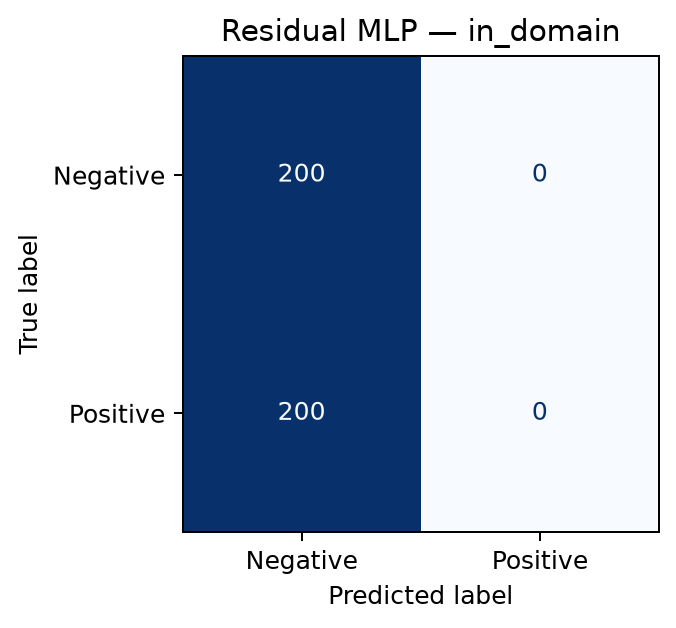 Residual MLP — in_domain
Negative
200
0
True label
Positive
200
0
Negative
Positive
Predicted label